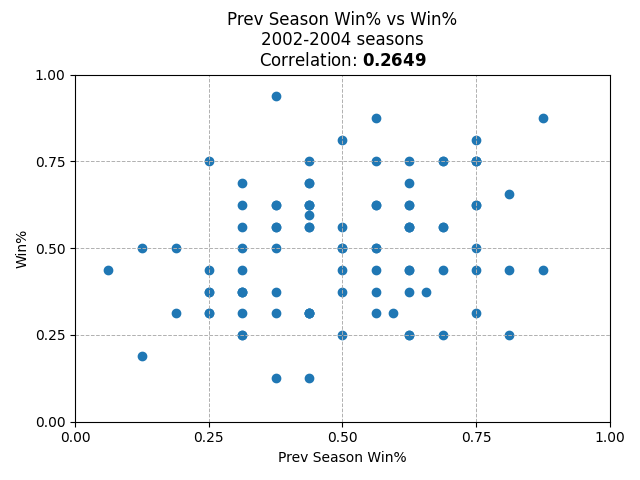 Prev Season Win% vs Win%
2002-2004 seasons
Correlation: 0.2649
1.00
0.75
0.50
0.25
0.00
Win%
0.00 0.25 0.50 0.75 1.00
Prev Season Win%